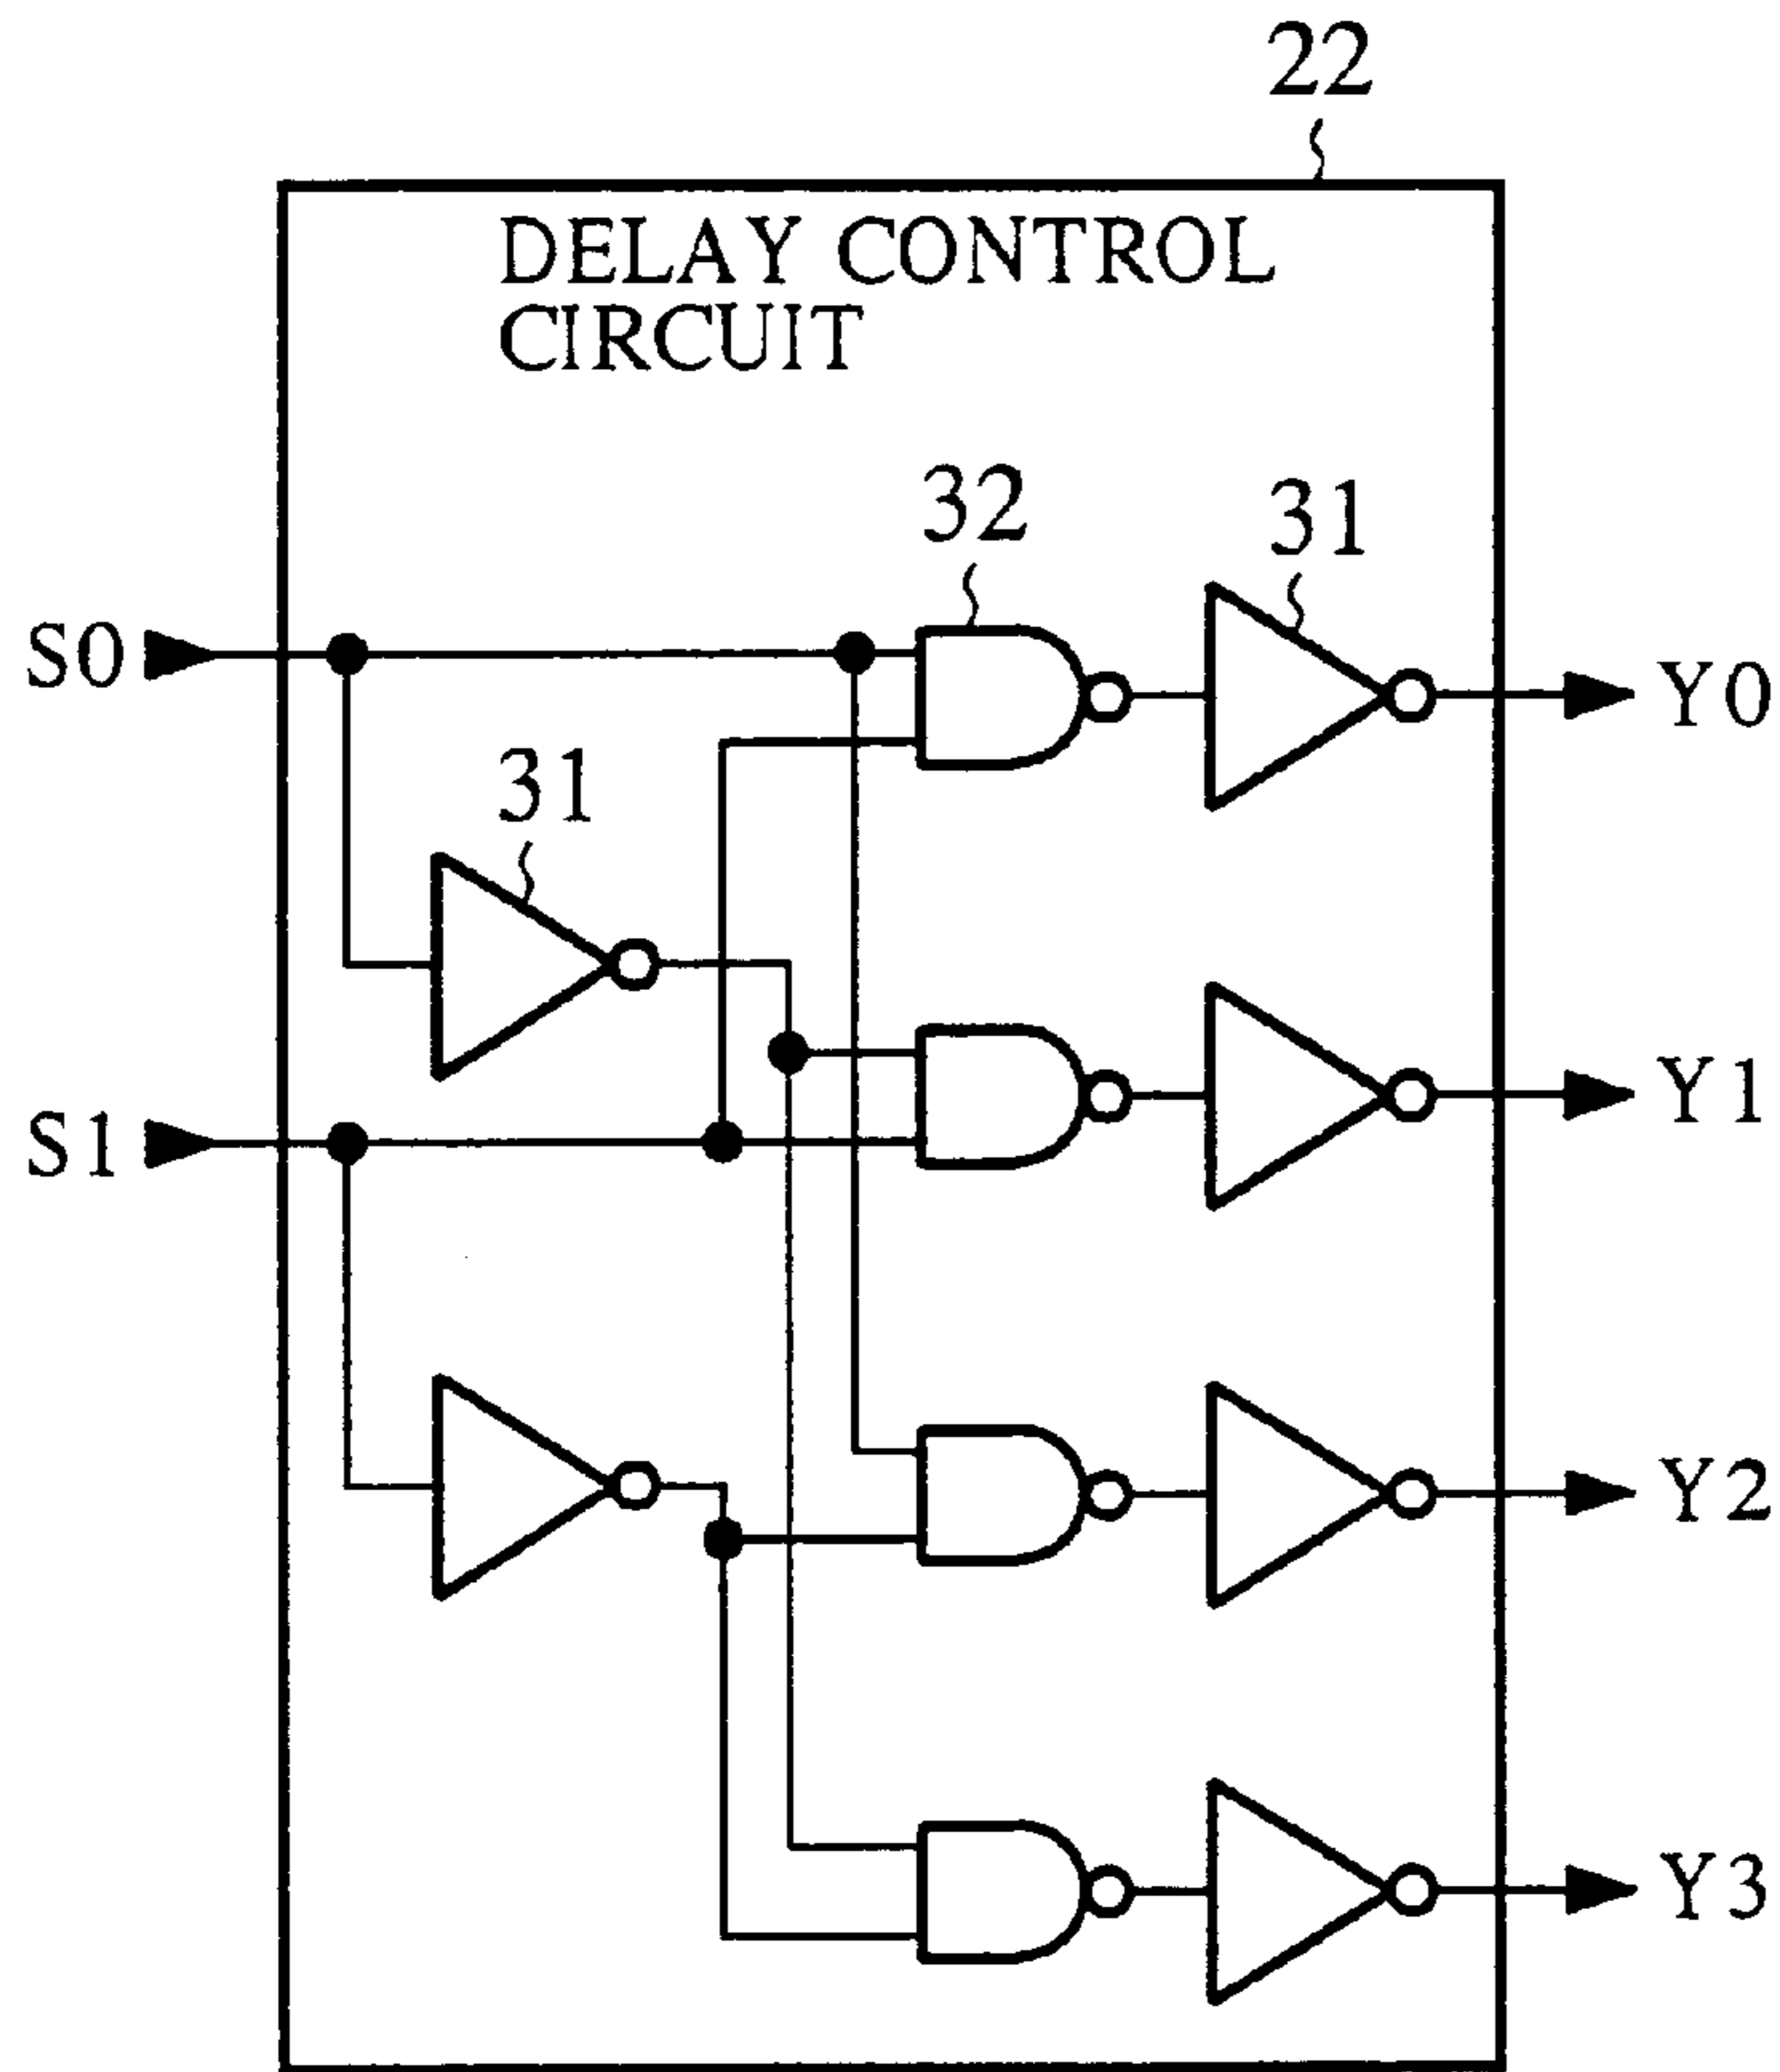 22
DELAY CONTROL
CIRCUIT
32
31
S0
Y0
31
S1
Y1
Y2
Y3